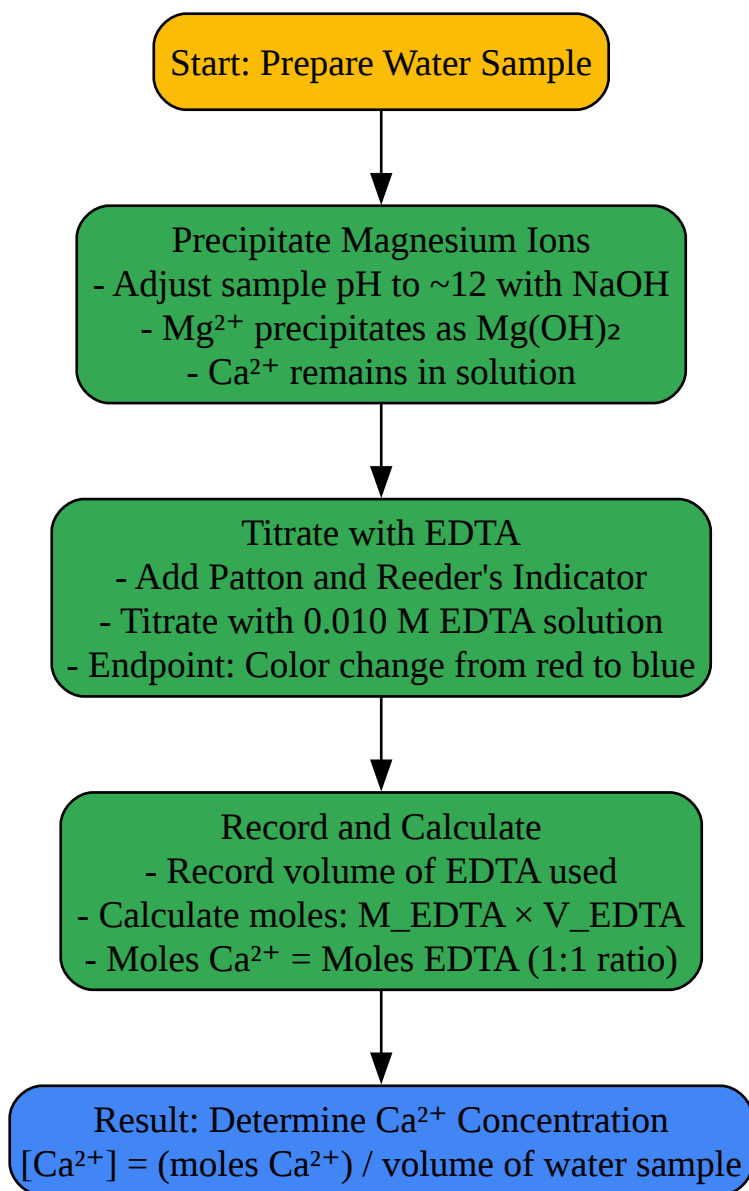 Start: Prepare Water Sample
Precipitate Magnesium Ions
- Adjust sample pH to ~12 with NaOH
- Mg²⁺ precipitates as Mg(OH)₂
- Ca²⁺ remains in solution
Titrate with EDTA
- Add Patton and Reeder's Indicator
- Titrate with 0.010 M EDTA solution
- Endpoint: Color change from red to blue
Record and Calculate
- Record volume of EDTA used
- Calculate moles: M_EDTA × V_EDTA
- Moles Ca²⁺ = Moles EDTA (1:1 ratio)
Result: Determine Ca²⁺ Concentration
[Ca²⁺] = (moles Ca²⁺) / volume of water sample